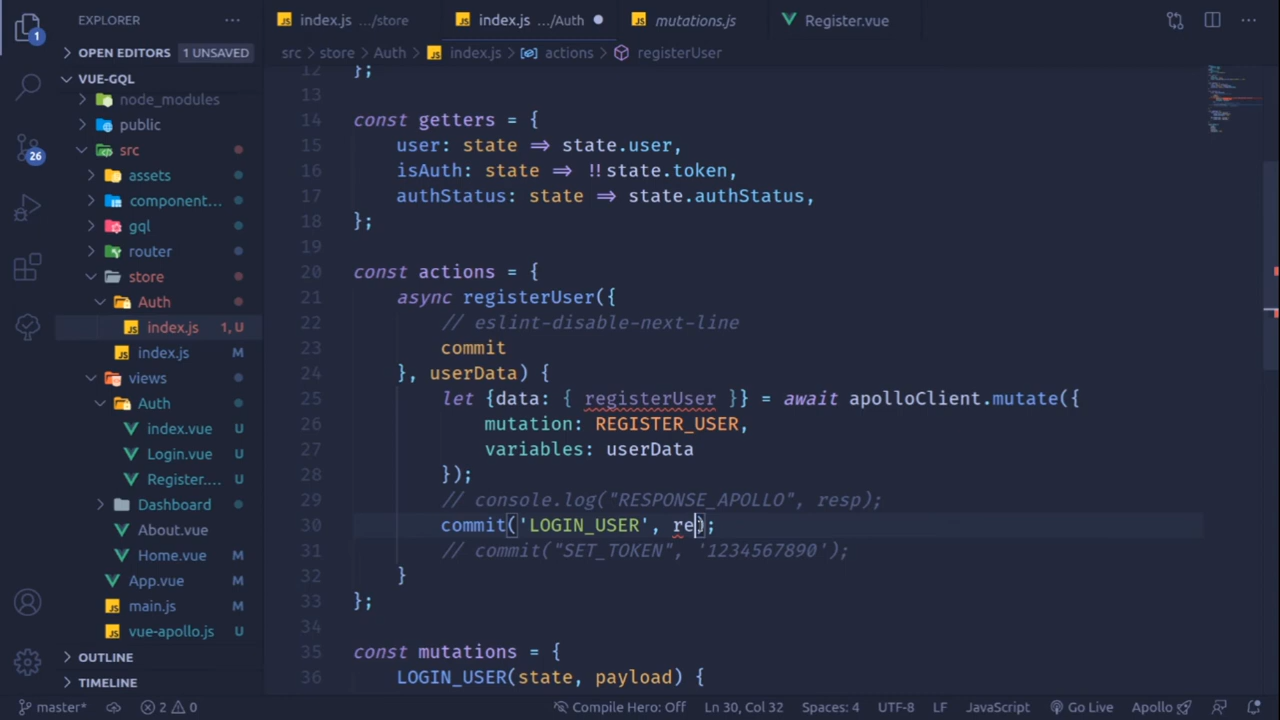 EXPLORER
index.js .../store
index.js .../Auth
mutations.js
Register.vue
OPEN EDITORS 1 UNSAVED
src > store > Auth > index.js > actions > registerUser
VUE-GQL
node_modules
public
src
assets
component...
gql
router
store
Auth
index.js 1, U
index.js M
views
Auth
index.vue U
Login.vue U
Register.... U
Dashboard
About.vue
Home.vue M
App.vue M
main.js M
vue-apollo.js U
OUTLINE
TIMELINE
1
26
12 };
13
14 const getters = {
15 user: state => state.user,
16 isAuth: state => !!state.token,
17 authStatus: state => state.authStatus,
18 };
19
20 const actions = {
21 async registerUser({
22 // eslint-disable-next-line
23 commit
24 }, userData) {
25 let {data: { registerUser }} = await apolloClient.mutate({
26 mutation: REGISTER_USER,
27 variables: userData
28 });
29 // console.log("RESPONSE_APOLLO", resp);
30 commit('LOGIN_USER', re);
31 // commit("SET_TOKEN", '1234567890');
32 }
33 };
34
35 const mutations = {
36 LOGIN_USER(state, payload) {
master* 2 0 Compile Hero: Off Ln 30, Col 32 Spaces: 4 UTF-8 LF JavaScript Go Live Apollo